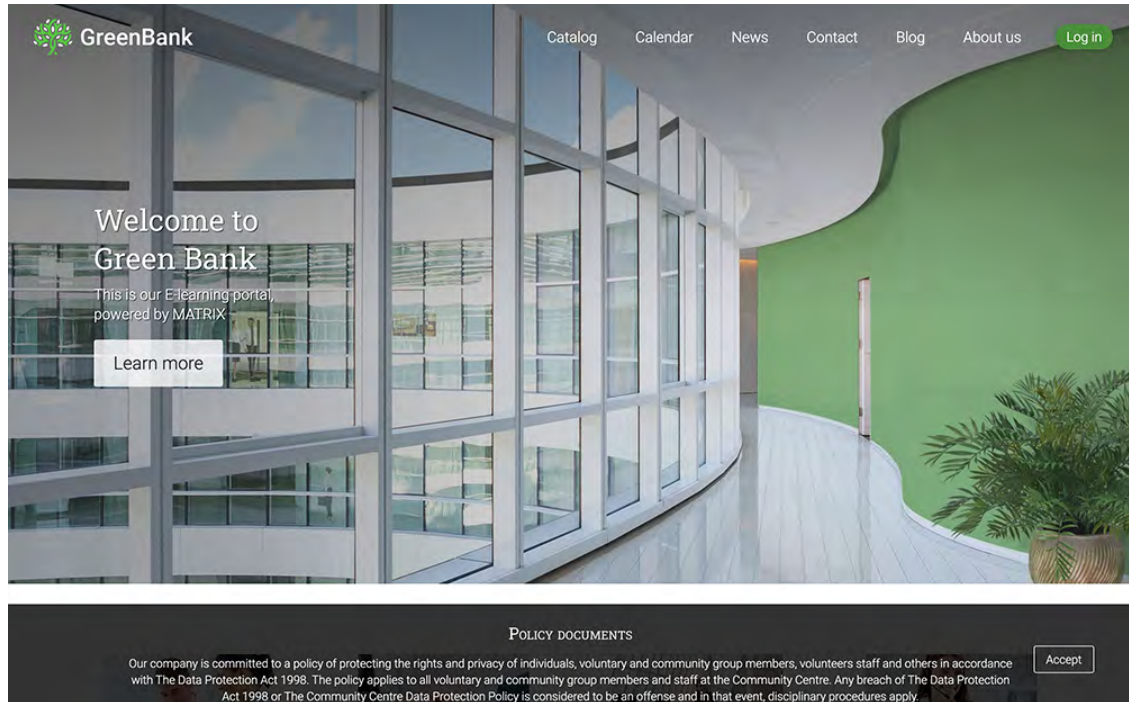 GreenBank
Catalog Calendar News Contact Blog About us Log in
Welcome to
Green Bank
This is our E-learning portal,
powered by MATRIX
Learn more
Policy documents
Our company is committed to a policy of protecting the rights and privacy of individuals, voluntary and community group members, volunteers staff and others in accordance
with The Data Protection Act 1998. The policy applies to all voluntary and community group members and staff at the Community Centre. Any breach of The Data Protection
Act 1998 or The Community Centre Data Protection Policy is considered to be an offense and in that event, disciplinary procedures apply.
Accept